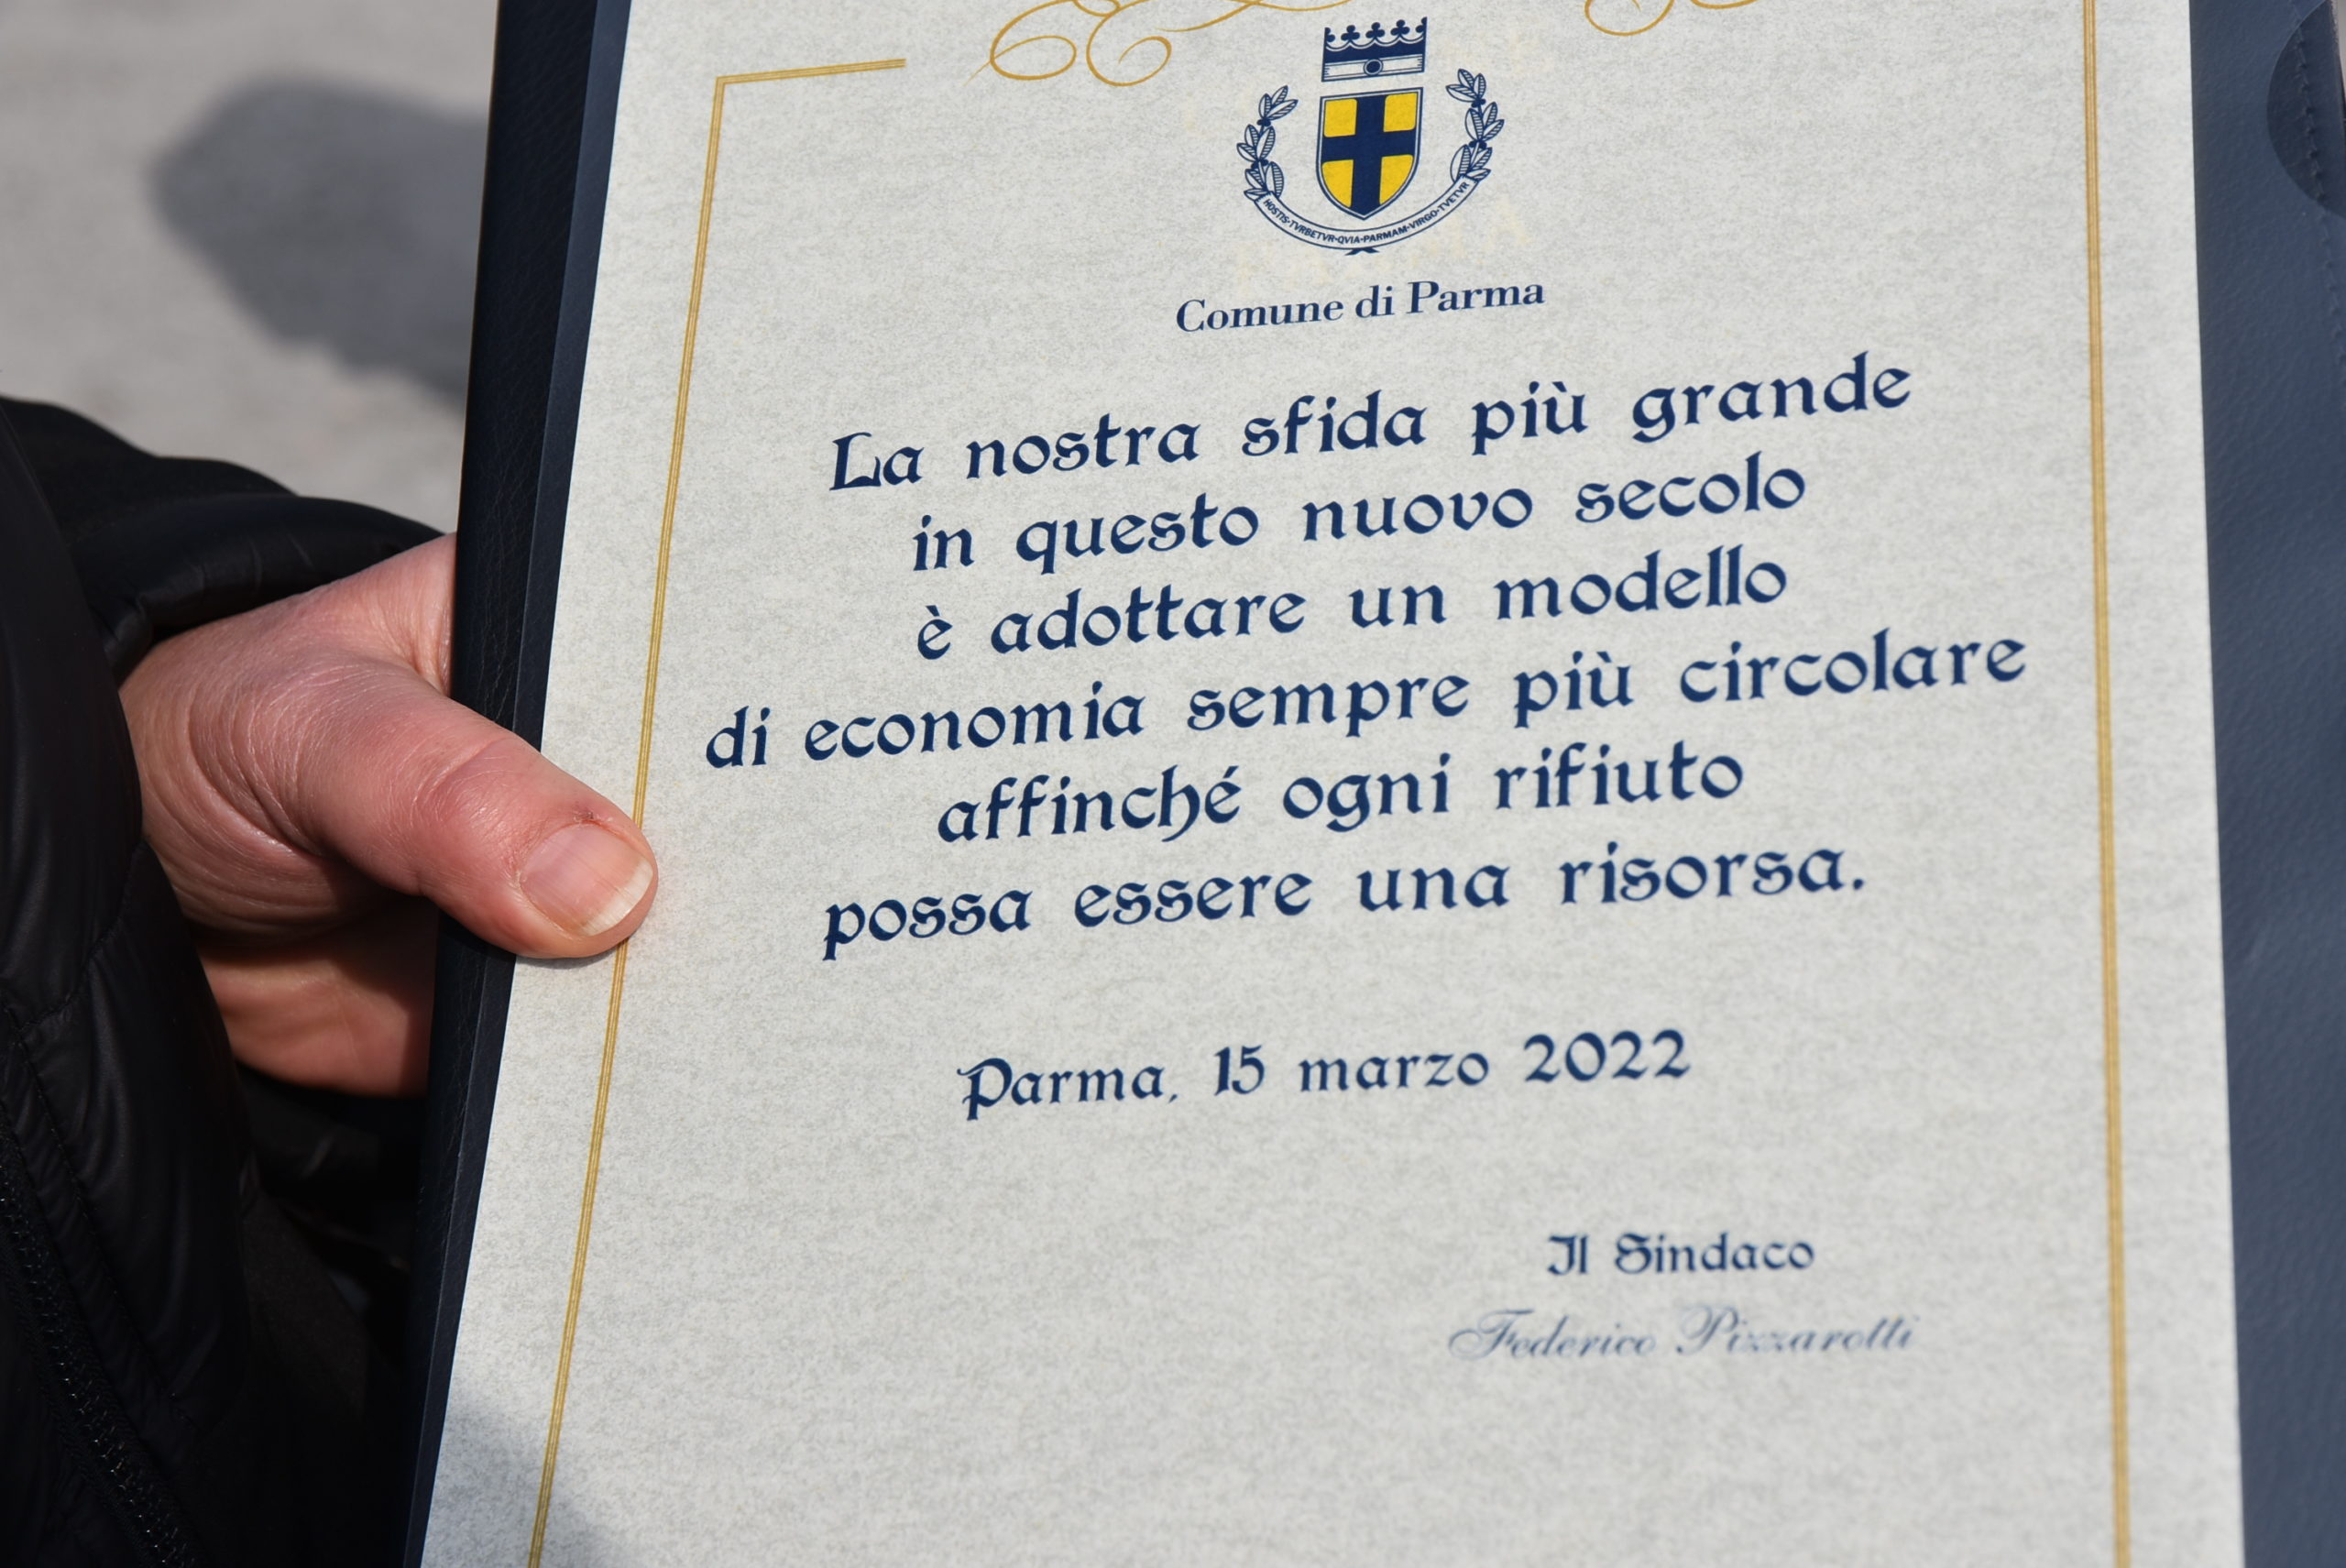 HOSTIS·TVRBETVR·QVIA·PARMAM·VIRGO·TVETVR
Comune di Parma
La nostra sfida più grande
in questo nuovo secolo
è adottare un modello
di economia sempre più circolare
affinché ogni rifiuto
possa essere una risorsa.
Parma, 15 marzo 2022
Il Sindaco
Federico Pizzarotti